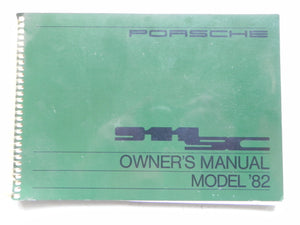 PORSCHE
911SC
OWNER'S MANUAL
MODEL '82